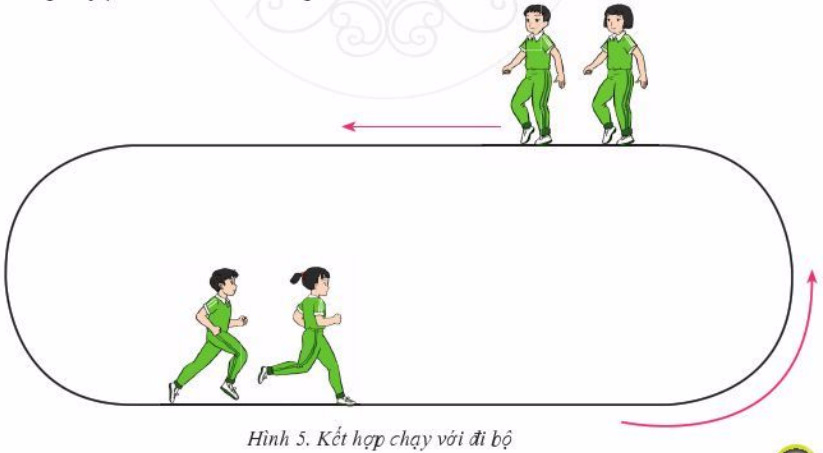 Hình 5. Kết hợp chạy với đi bộ